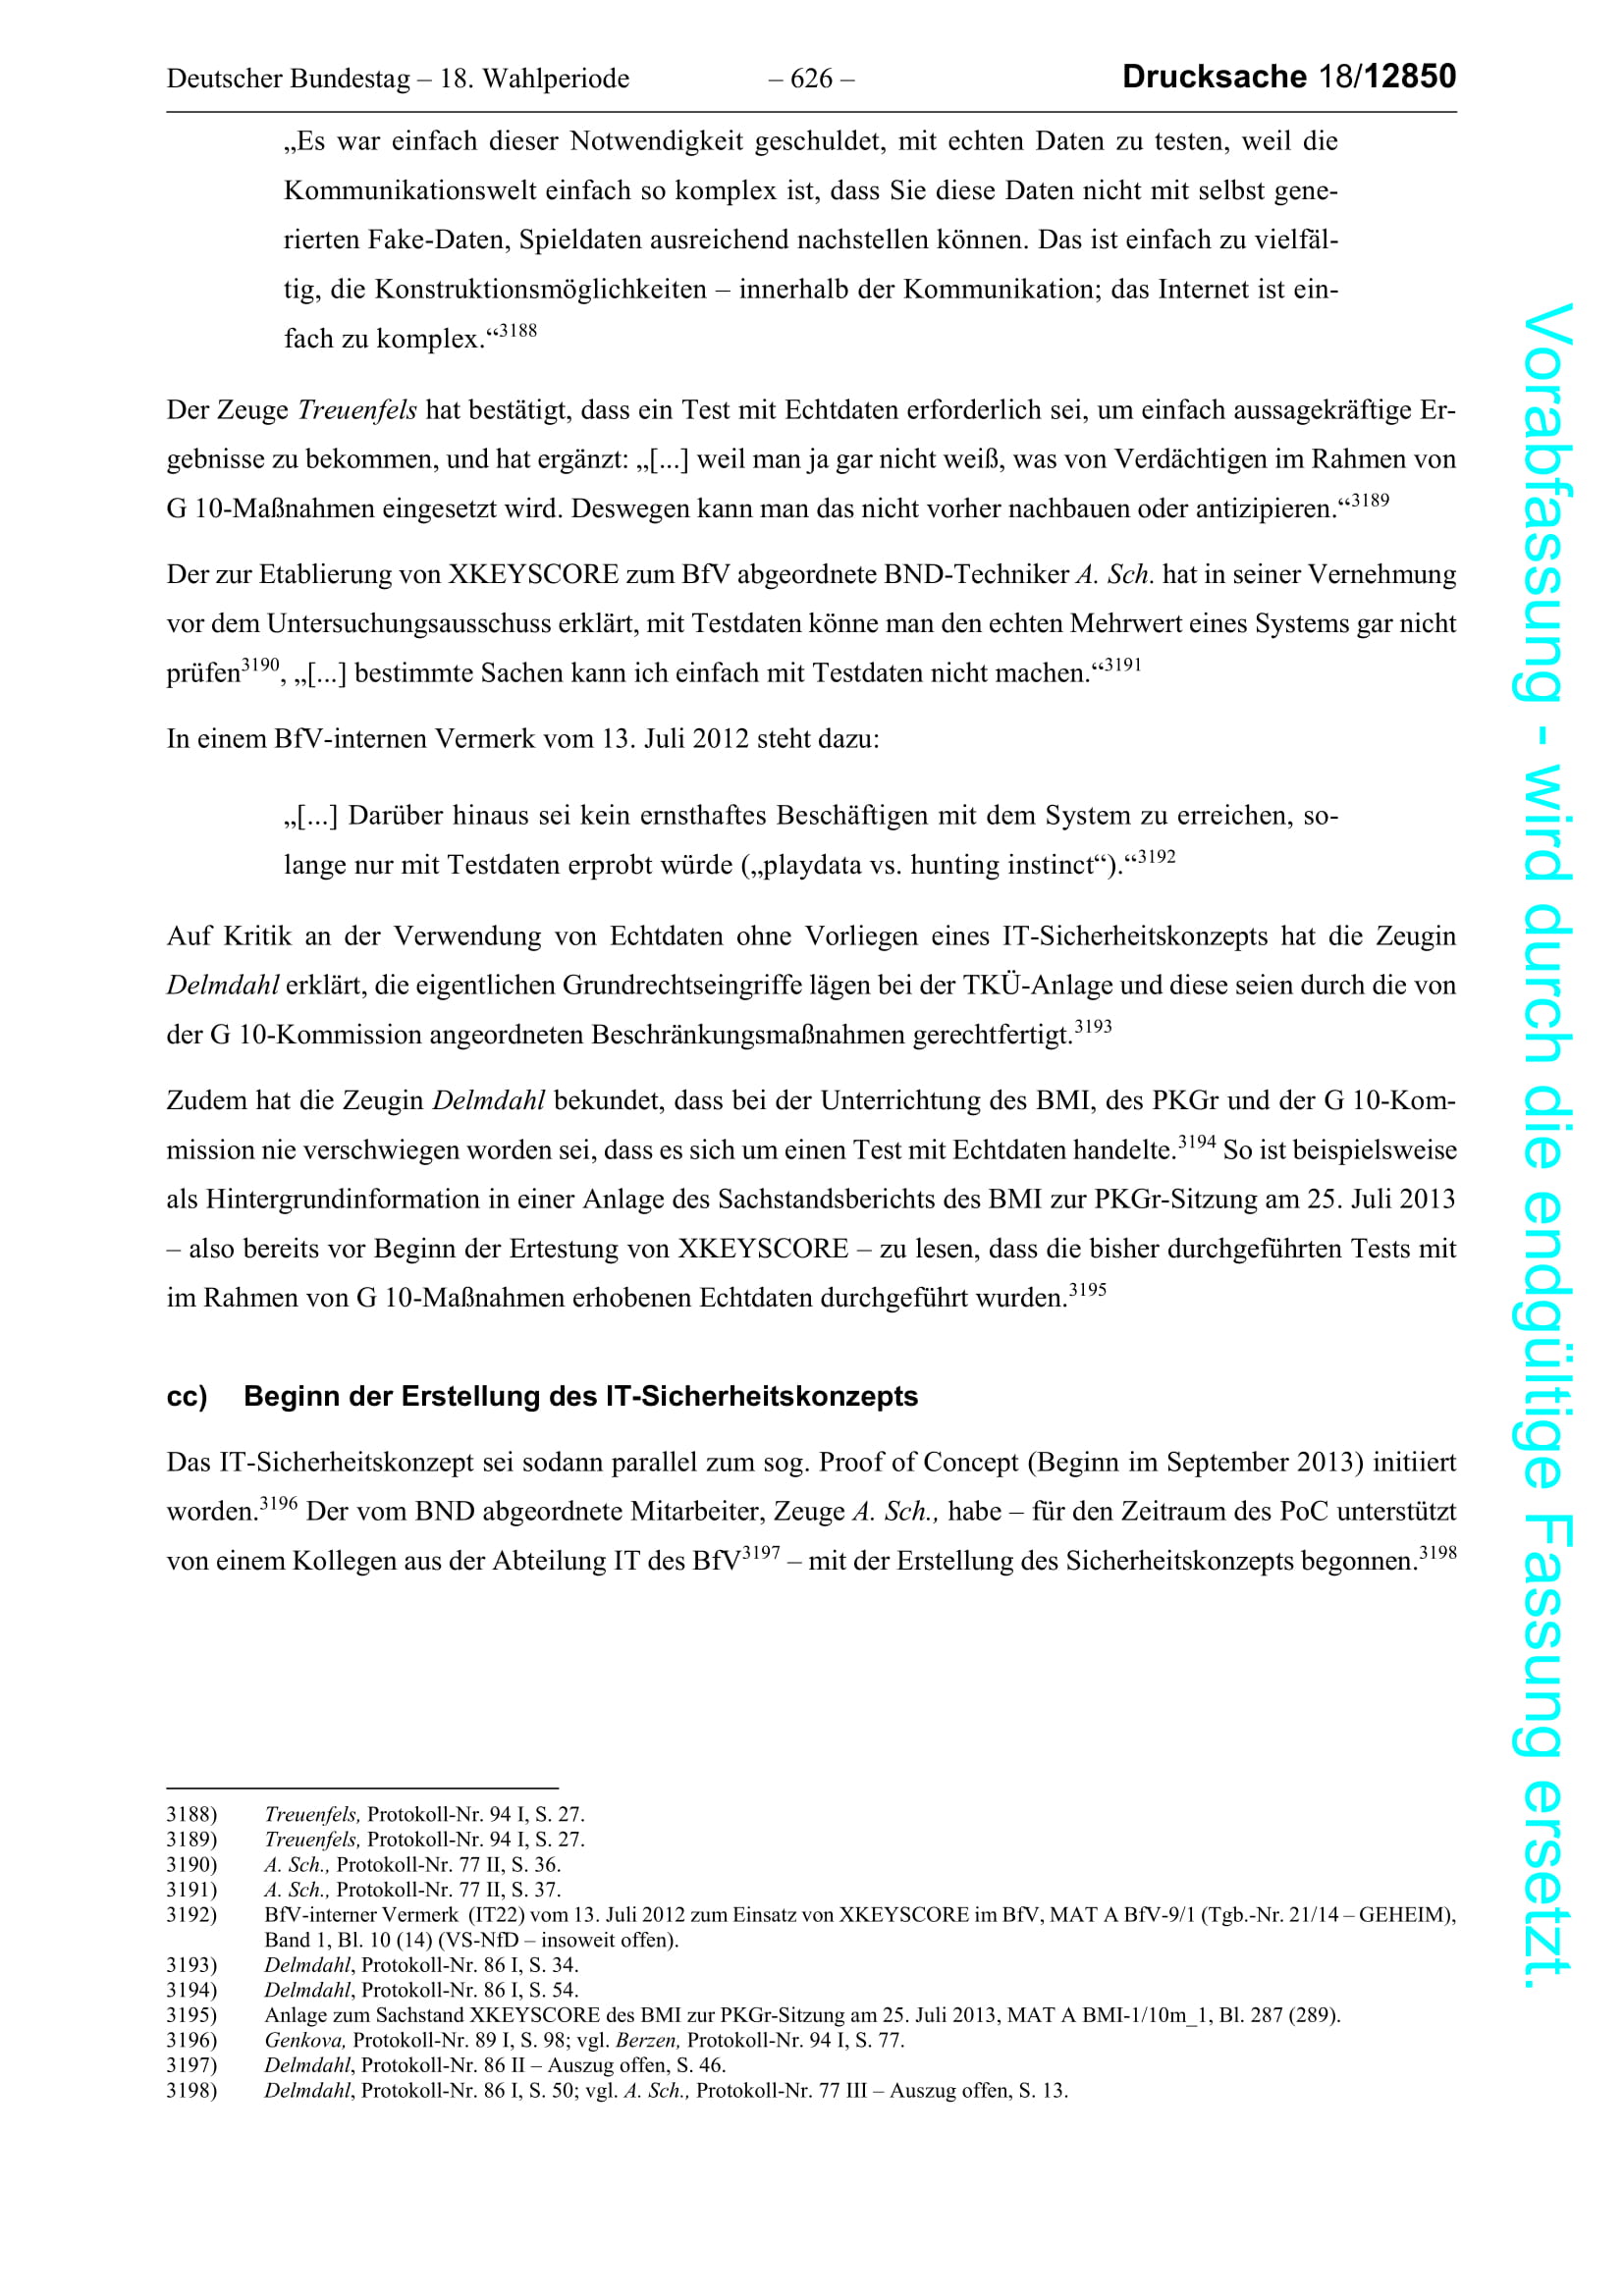 Deutscher Bundestag – 18. Wahlperiode – 626 – Drucksache 18/12850
„Es war einfach dieser Notwendigkeit geschuldet, mit echten Daten zu testen, weil die
Kommunikationswelt einfach so komplex ist, dass Sie diese Daten nicht mit selbst gene-
rierten Fake-Daten, Spieldaten ausreichend nachstellen können. Das ist einfach zu vielfäl-
tig, die Konstruktionsmöglichkeiten – innerhalb der Kommunikation; das Internet ist ein-
fach zu komplex.“3188
Der Zeuge Treuenfels hat bestätigt, dass ein Test mit Echtdaten erforderlich sei, um einfach aussagekräftige Er-
gebnisse zu bekommen, und hat ergänzt: „[...] weil man ja gar nicht weiß, was von Verdächtigen im Rahmen von
G 10-Maßnahmen eingesetzt wird. Deswegen kann man das nicht vorher nachbauen oder antizipieren.“3189
Der zur Etablierung von XKEYSCORE zum BfV abgeordnete BND-Techniker A. Sch. hat in seiner Vernehmung
vor dem Untersuchungsausschuss erklärt, mit Testdaten könne man den echten Mehrwert eines Systems gar nicht
prüfen3190, „[...] bestimmte Sachen kann ich einfach mit Testdaten nicht machen.“3191
In einem BfV-internen Vermerk vom 13. Juli 2012 steht dazu:
„[...] Darüber hinaus sei kein ernsthaftes Beschäftigen mit dem System zu erreichen, so-
lange nur mit Testdaten erprobt würde („playdata vs. hunting instinct“).“3192
Auf Kritik an der Verwendung von Echtdaten ohne Vorliegen eines IT-Sicherheitskonzepts hat die Zeugin
Delmdahl erklärt, die eigentlichen Grundrechtseingriffe lägen bei der TKÜ-Anlage und diese seien durch die von
der G 10-Kommission angeordneten Beschränkungsmaßnahmen gerechtfertigt.3193
Zudem hat die Zeugin Delmdahl bekundet, dass bei der Unterrichtung des BMI, des PKGr und der G 10-Kom-
mission nie verschwiegen worden sei, dass es sich um einen Test mit Echtdaten handelte.3194 So ist beispielsweise
als Hintergrundinformation in einer Anlage des Sachstandsberichts des BMI zur PKGr-Sitzung am 25. Juli 2013
– also bereits vor Beginn der Ertestung von XKEYSCORE – zu lesen, dass die bisher durchgeführten Tests mit
im Rahmen von G 10-Maßnahmen erhobenen Echtdaten durchgeführt wurden.3195
cc) Beginn der Erstellung des IT-Sicherheitskonzepts
Das IT-Sicherheitskonzept sei sodann parallel zum sog. Proof of Concept (Beginn im September 2013) initiiert
worden.3196 Der vom BND abgeordnete Mitarbeiter, Zeuge A. Sch., habe – für den Zeitraum des PoC unterstützt
von einem Kollegen aus der Abteilung IT des BfV3197 – mit der Erstellung des Sicherheitskonzepts begonnen.3198
3188) Treuenfels, Protokoll-Nr. 94 I, S. 27.
3189) Treuenfels, Protokoll-Nr. 94 I, S. 27.
3190) A. Sch., Protokoll-Nr. 77 II, S. 36.
3191) A. Sch., Protokoll-Nr. 77 II, S. 37.
3192) BfV-interner Vermerk (IT22) vom 13. Juli 2012 zum Einsatz von XKEYSCORE im BfV, MAT A BfV-9/1 (Tgb.-Nr. 21/14 – GEHEIM),
Band 1, Bl. 10 (14) (VS-NfD – insoweit offen).
3193) Delmdahl, Protokoll-Nr. 86 I, S. 34.
3194) Delmdahl, Protokoll-Nr. 86 I, S. 54.
3195) Anlage zum Sachstand XKEYSCORE des BMI zur PKGr-Sitzung am 25. Juli 2013, MAT A BMI-1/10m_1, Bl. 287 (289).
3196) Genkova, Protokoll-Nr. 89 I, S. 98; vgl. Berzen, Protokoll-Nr. 94 I, S. 77.
3197) Delmdahl, Protokoll-Nr. 86 II – Auszug offen, S. 46.
3198) Delmdahl, Protokoll-Nr. 86 I, S. 50; vgl. A. Sch., Protokoll-Nr. 77 III – Auszug offen, S. 13.
Vorabfassung - wird durch die endgültige Fassung ersetzt.